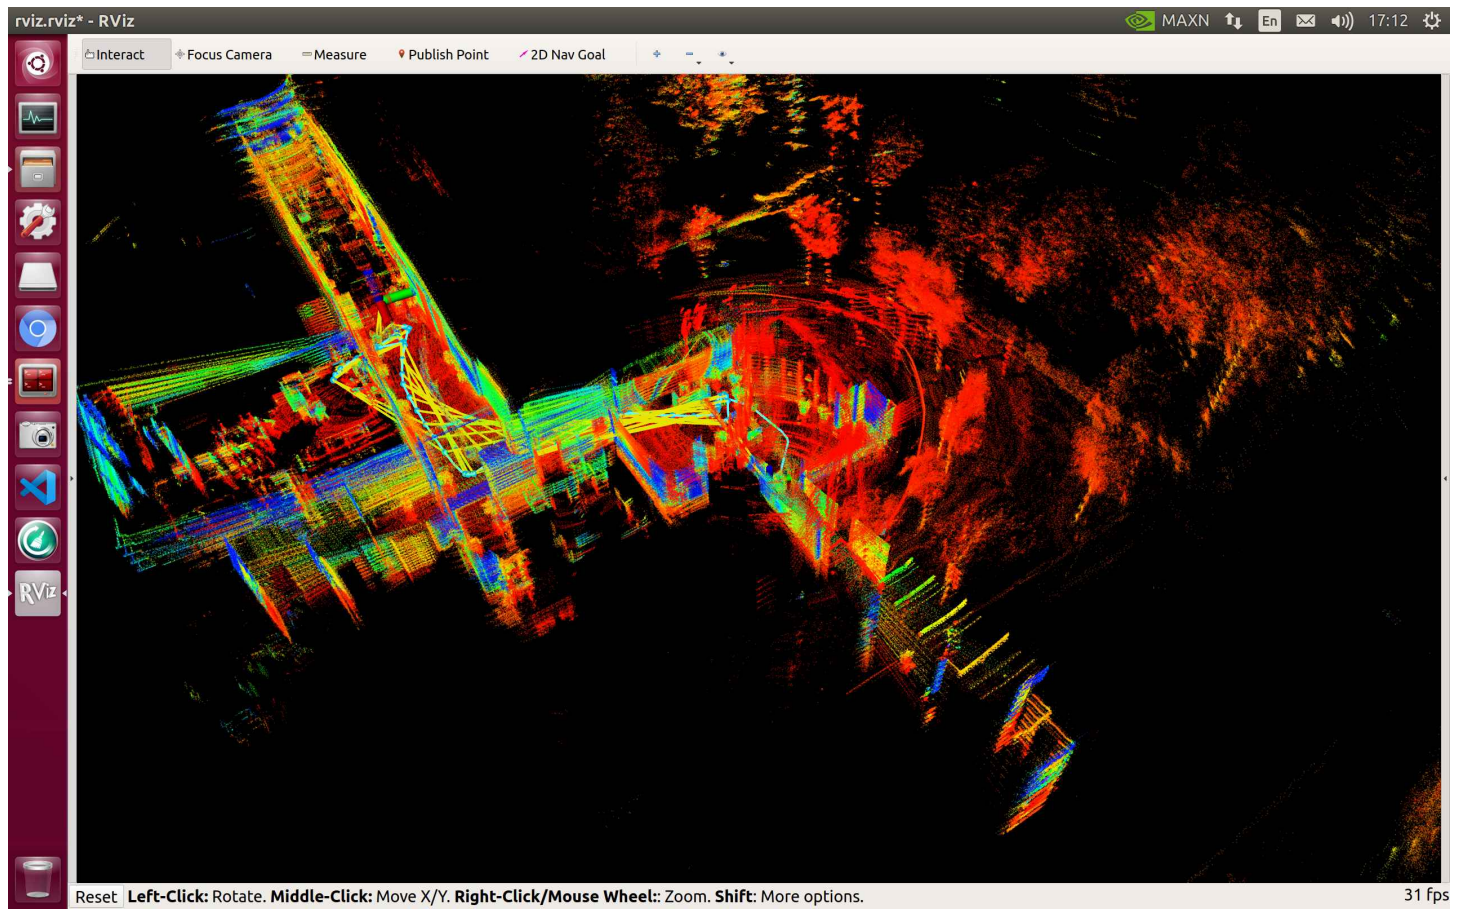 rviz.rviz* - RViz
MAXN
En
17:12
Interact
Focus Camera
Measure
Publish Point
2D Nav Goal
RViz
Reset Left-Click: Rotate. Middle-Click: Move X/Y. Right-Click/Mouse Wheel:: Zoom. Shift: More options.
31 fps